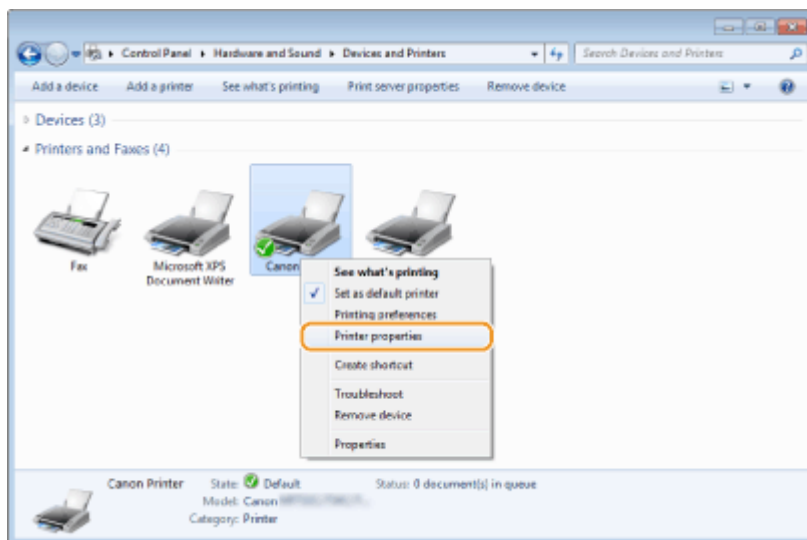 Control Panel ▸ Hardware and Sound ▸ Devices and Printers
Search Devices and Printers
Add a device Add a printer See what's printing Print server properties Remove device
Devices (3)
Printers and Faxes (4)
Fax
Microsoft XPS
Document Writer
Canon
See what's printing
Set as default printer
Printing preferences
Printer properties
Create shortcut
Troubleshoot
Remove device
Properties
Canon Printer State: Default Status: 0 document(s) in queue
Model: Canon
Category: Printer